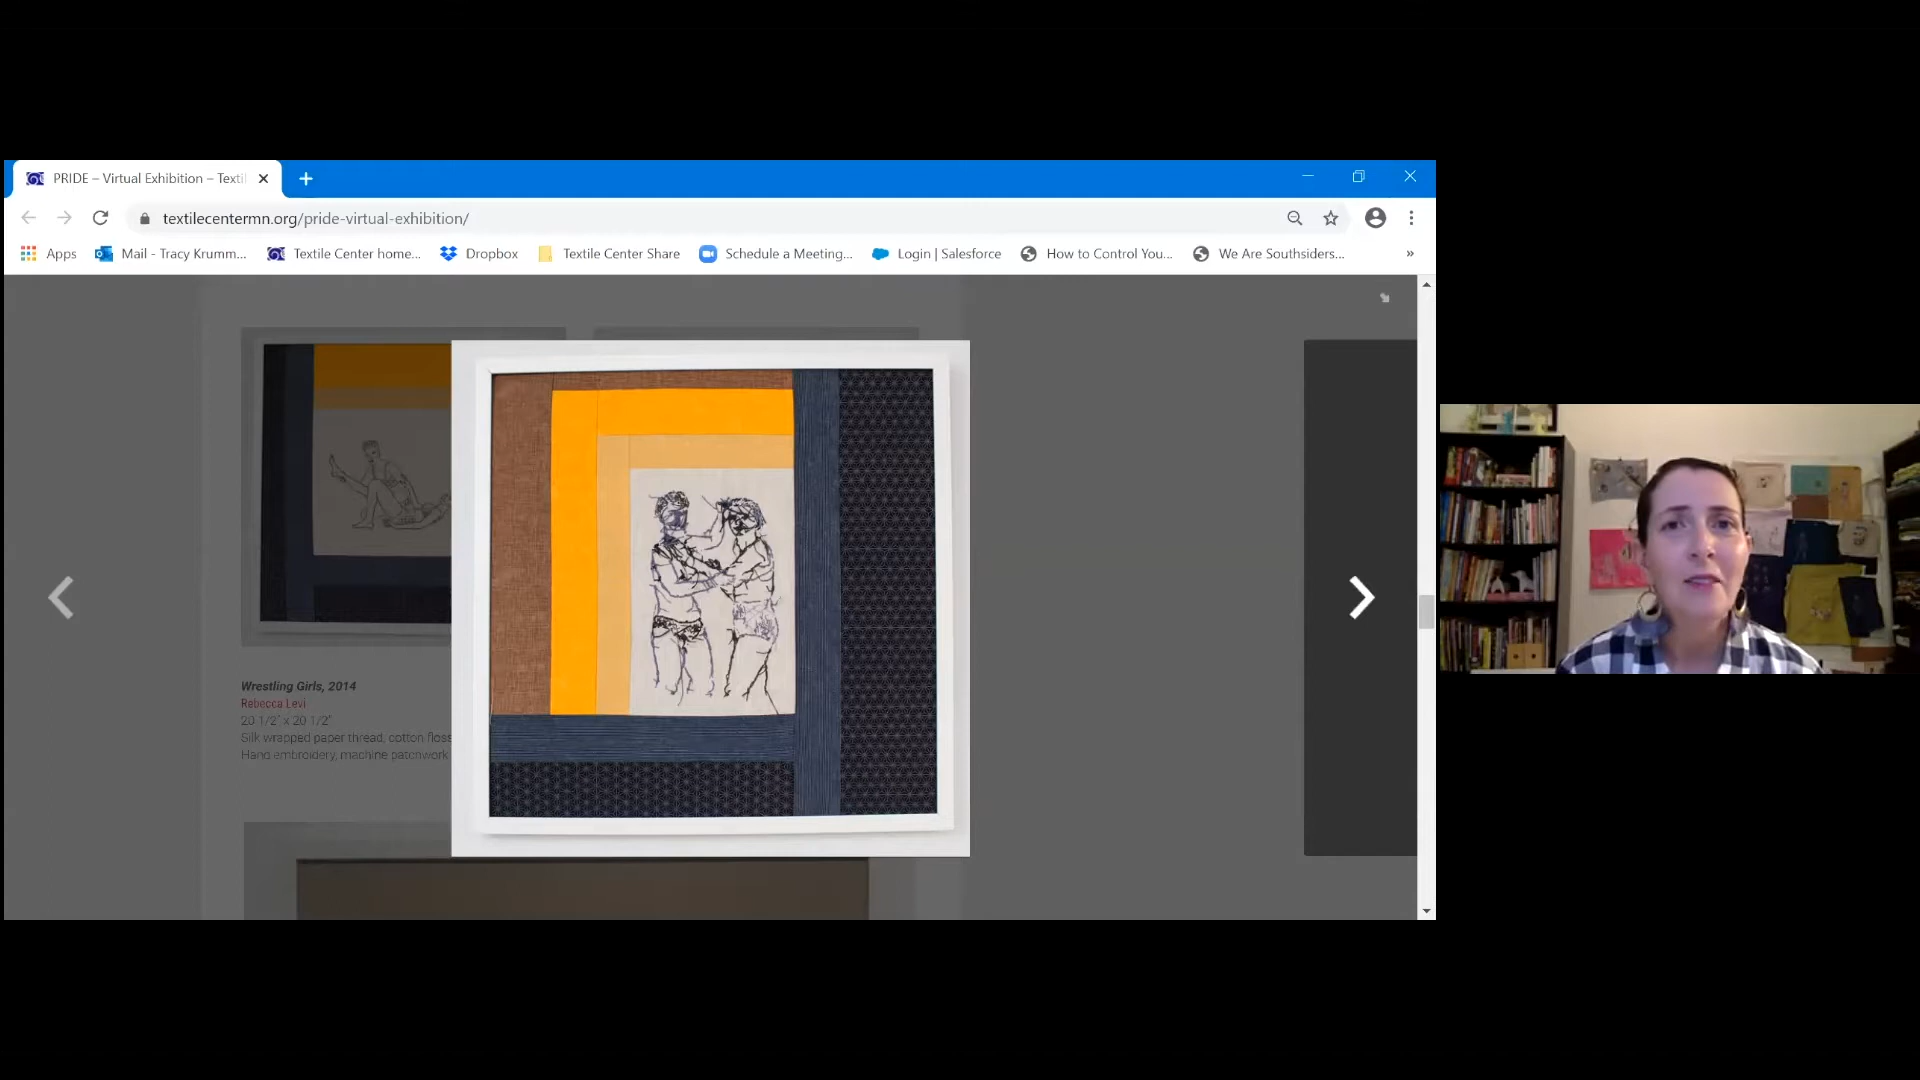 PRIDE – Virtual Exhibition – Texti
textilecentermn.org/pride-virtual-exhibition/
Apps
Mail - Tracy Krumm...
Textile Center home...
Dropbox
Textile Center Share
Schedule a Meeting...
Login | Salesforce
How to Control You...
We Are Southsiders...
»
Wrestling Girls, 2014
Rebecca Levi
20 1/2" x 20 1/2"
Silk wrapped paper thread, cotton floss
Hand embroidery, machine patchwork